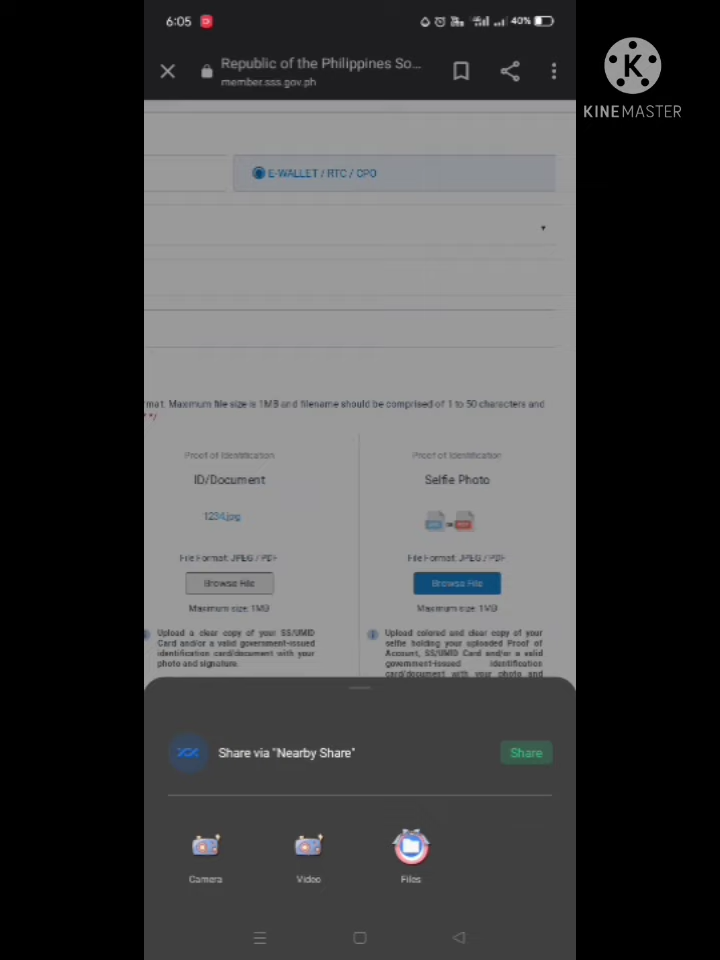 6:05
40%
Republic of the Philippines So...
member.sss.gov.ph
K
KINEMASTER
E-WALLET / RTC / CPO
rmat. Maximum file size is 1MB and filename should be comprised of 1 to 50 characters and
Proof of Identification
ID/Document
1234.jpg
File Format: JPEG / PDF
Browse File
Maximum size: 1MB
Upload a clear copy of your SS/UMID
Card and/or a valid government-issued
identification card/document with your
photo and signature.
Proof of Identification
Selfie Photo
File Format: JPEG / PDF
Browse File
Maximum size: 1MB
Upload colored and clear copy of your
selfie holding your uploaded Proof of
Account, SS/UMID Card and/or a valid
government-issued identification
card/document with your photo and
Share via "Nearby Share"
Share
Camera
Video
Files